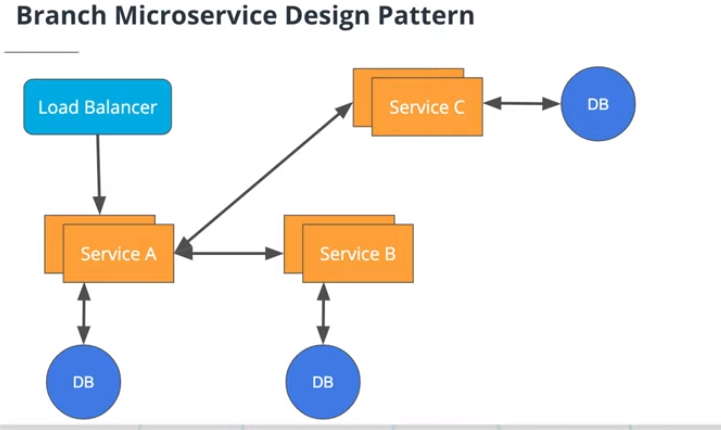 Branch Microservice Design Pattern
Load Balancer
Service C
DB
Service A
Service B
DB
DB